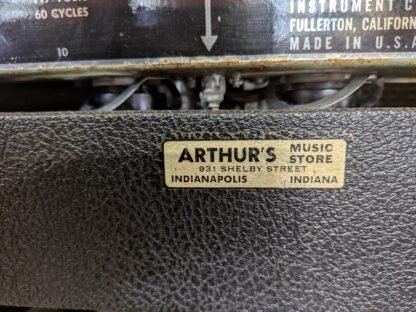 60 CYCLES
10
INSTRUMENT C
FULLERTON, CALIFORN
MADE IN U.S.A
ARTHUR'S MUSIC STORE
931 SHELBY STREET
INDIANAPOLIS INDIANA